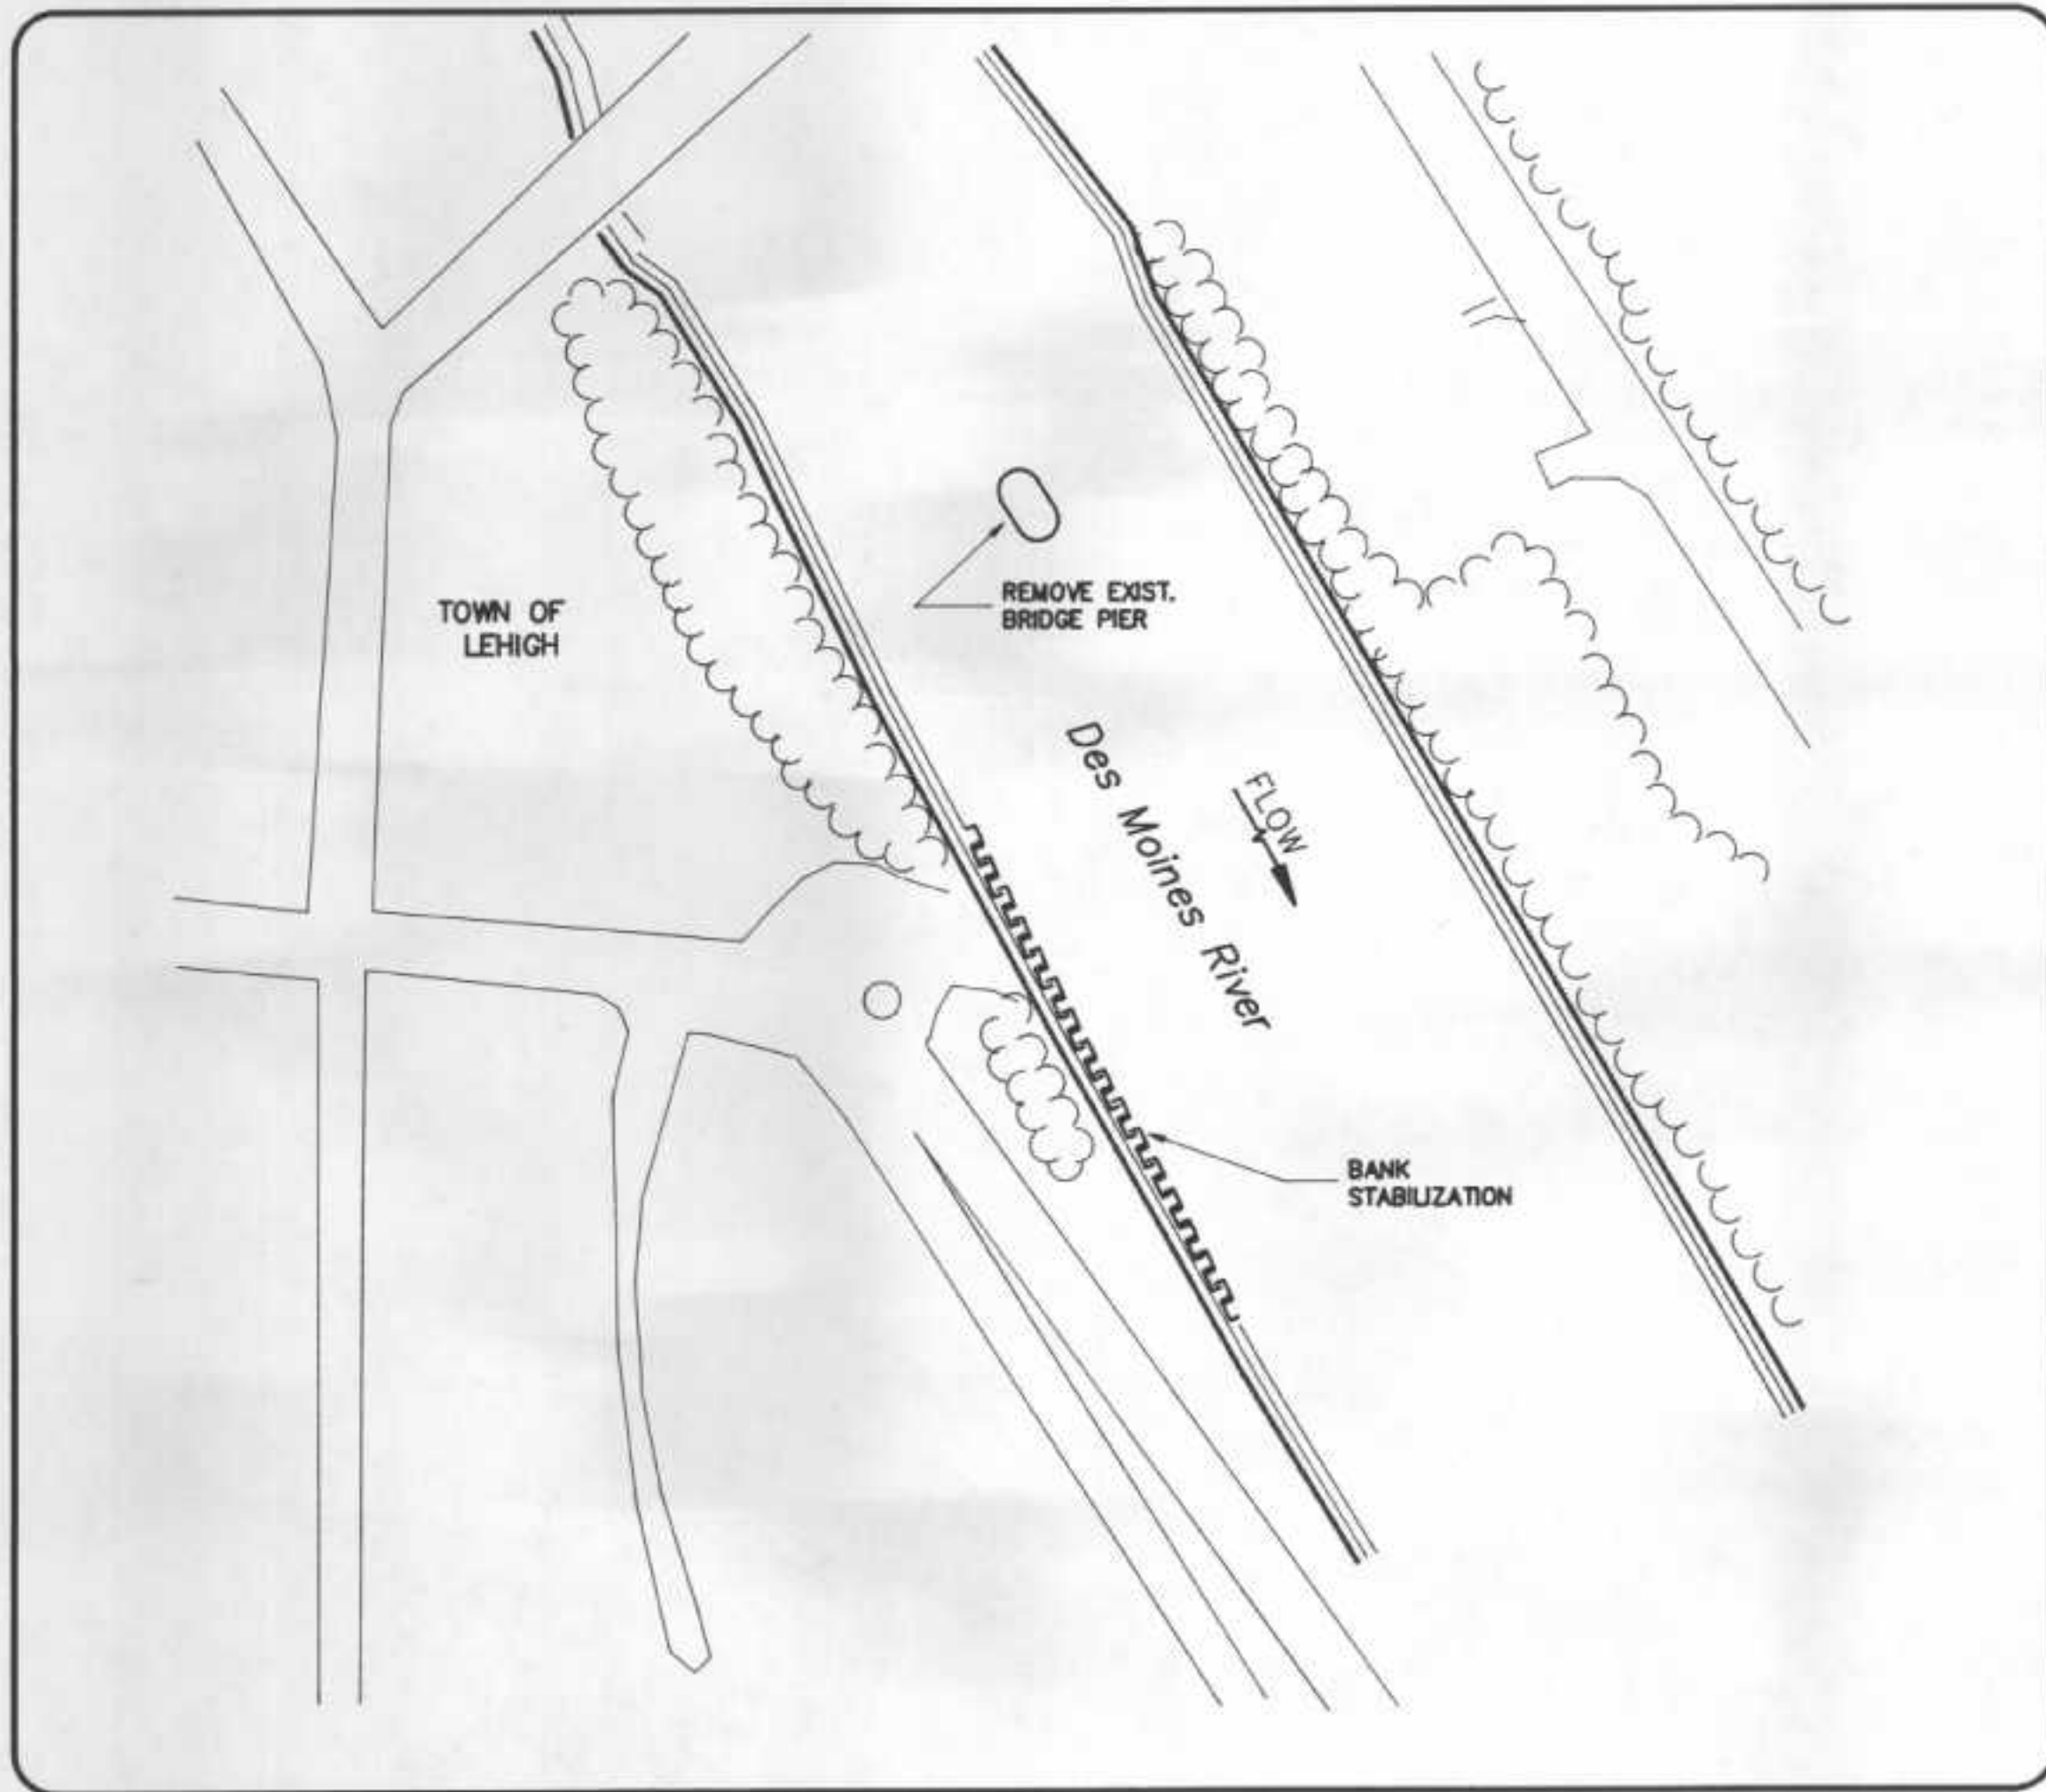 TOWN OF
LEHIGH
REMOVE EXIST.
BRIDGE PIER
Des Moines River
FLOW
BANK
STABILIZATION